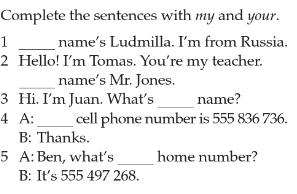 Complete the sentences with my and your.
1 _____ name's Ludmilla. I'm from Russia.
2 Hello! I'm Tomas. You're my teacher.
_____ name's Mr. Jones.
3 Hi. I'm Juan. What's _____ name?
4 A: _____ cell phone number is 555 836 736.
B: Thanks.
5 A: Ben, what's _____ home number?
B: It's 555 497 268.